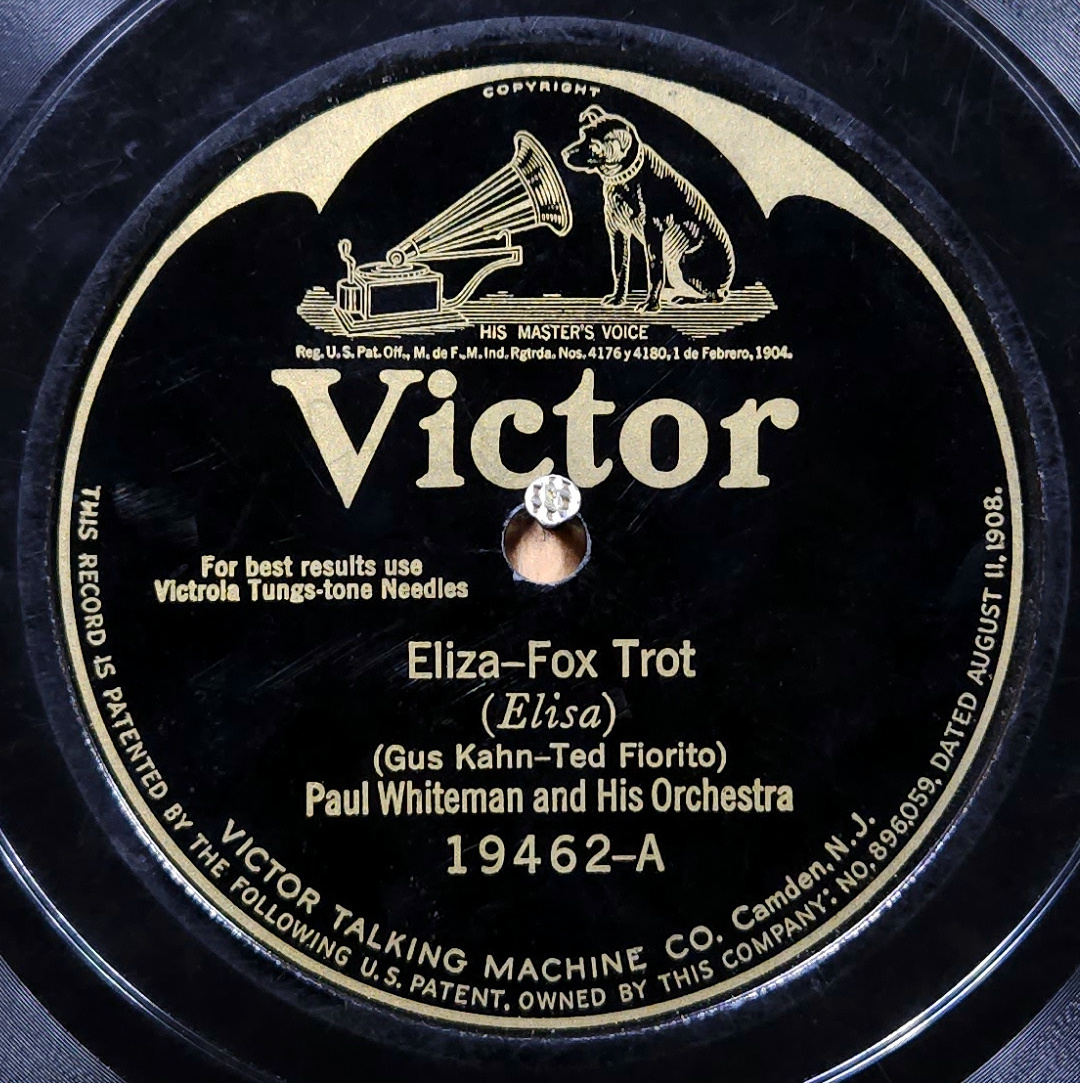 COPYRIGHT
HIS MASTER'S VOICE
Reg. U.S. Pat. Off., M. de F. M. Ind. Rgtrda. Nos. 4176 y 4180, 1 de Febrero, 1904.
Victor
For best results use
Victrola Tungs-tone Needles
Eliza–Fox Trot
(Elisa)
(Gus Kahn–Ted Fiorito)
Paul Whiteman and His Orchestra
19462–A
VICTOR TALKING MACHINE CO. Camden, N. J.
THIS RECORD IS PATENTED BY THE FOLLOWING U.S. PATENT, OWNED BY THIS COMPANY: NO. 896,059, DATED AUGUST 11, 1908.